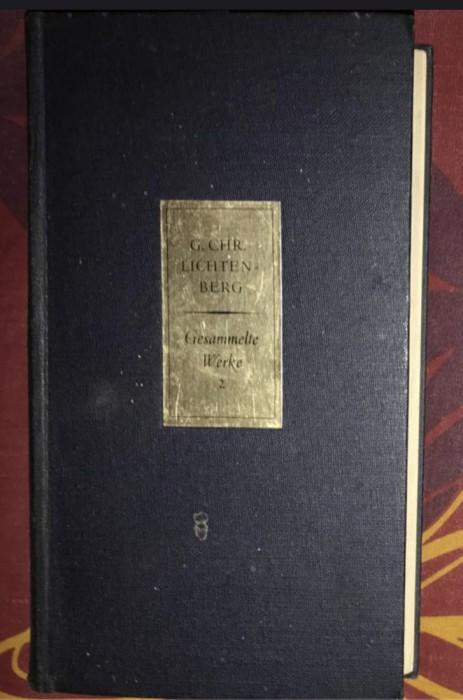 G. CHR.
LICHTEN-
BERG
Gesammelte
Werke
2